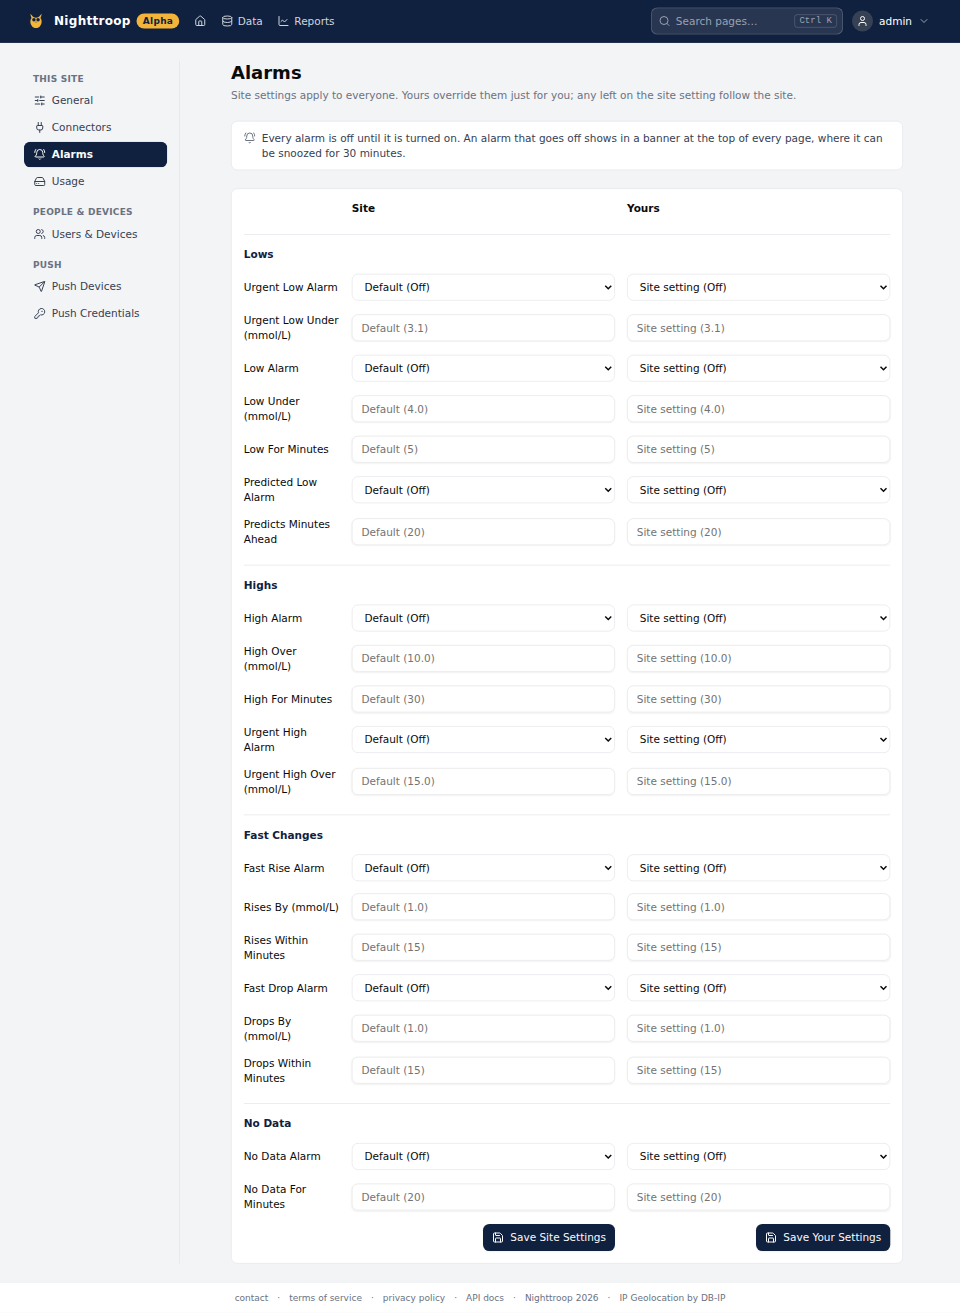 Nighttroop Alpha Data Reports Search pages... Ctrl K admin
THIS SITE
General
Connectors
Alarms
Usage
PEOPLE & DEVICES
Users & Devices
PUSH
Push Devices
Push Credentials
Alarms
Site settings apply to everyone. Yours override them just for you; any left on the site setting follow the site.
Every alarm is off until it is turned on. An alarm that goes off shows in a banner at the top of every page, where it can
be snoozed for 30 minutes.
Site Yours
Lows
Urgent Low Alarm Default (Off) Site setting (Off)
Urgent Low Under
(mmol/L) Default (3.1) Site setting (3.1)
Low Alarm Default (Off) Site setting (Off)
Low Under
(mmol/L) Default (4.0) Site setting (4.0)
Low For Minutes Default (5) Site setting (5)
Predicted Low
Alarm Default (Off) Site setting (Off)
Predicts Minutes
Ahead Default (20) Site setting (20)
Highs
High Alarm Default (Off) Site setting (Off)
High Over
(mmol/L) Default (10.0) Site setting (10.0)
High For Minutes Default (30) Site setting (30)
Urgent High
Alarm Default (Off) Site setting (Off)
Urgent High Over
(mmol/L) Default (15.0) Site setting (15.0)
Fast Changes
Fast Rise Alarm Default (Off) Site setting (Off)
Rises By (mmol/L) Default (1.0) Site setting (1.0)
Rises Within
Minutes Default (15) Site setting (15)
Fast Drop Alarm Default (Off) Site setting (Off)
Drops By
(mmol/L) Default (1.0) Site setting (1.0)
Drops Within
Minutes Default (15) Site setting (15)
No Data
No Data Alarm Default (Off) Site setting (Off)
No Data For
Minutes Default (20) Site setting (20)
Save Site Settings Save Your Settings
contact · terms of service · privacy policy · API docs · Nighttroop 2026 · IP Geolocation by DB-IP